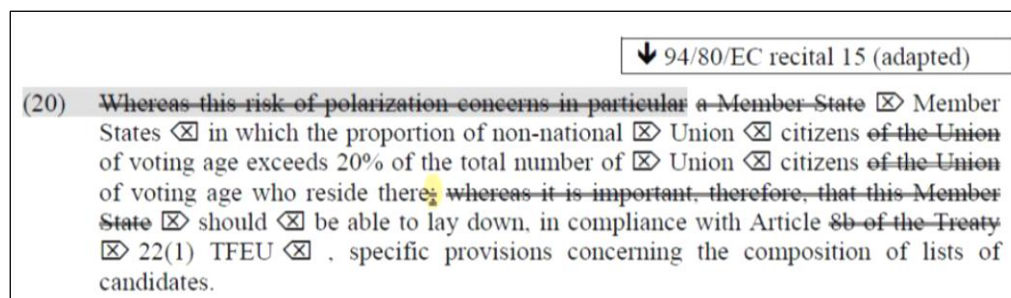 🡻 94/80/EC recital 15 (adapted)
(20) Whereas this risk of polarization concerns in particular a Member State ⌦ Member
States ⌫ in which the proportion of non-national ⌦ Union ⌫ citizens of the Union
of voting age exceeds 20% of the total number of ⌦ Union ⌫ citizens of the Union
of voting age who reside there; whereas it is important, therefore, that this Member
State ⌦ should ⌫ be able to lay down, in compliance with Article 8b of the Treaty
⌦ 22(1) TFEU ⌫ , specific provisions concerning the composition of lists of
candidates.